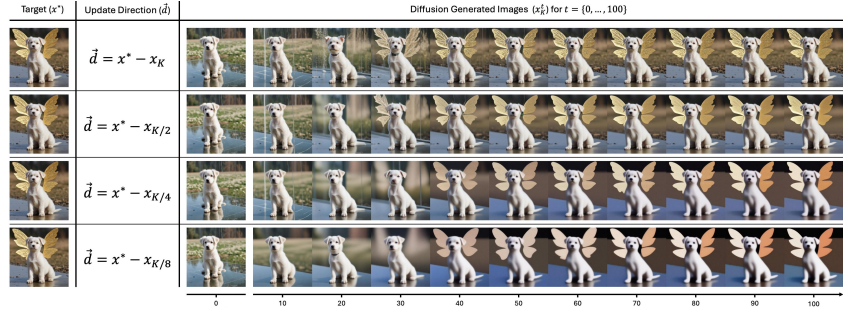 Target (x*)
Update Direction (d⃗)
Diffusion Generated Images (x_K^t) for t = {0, ... , 100}
d⃗ = x* − x_K
d⃗ = x* − x_{K/2}
d⃗ = x* − x_{K/4}
d⃗ = x* − x_{K/8}
0 10 20 30 40 50 60 70 80 90 100